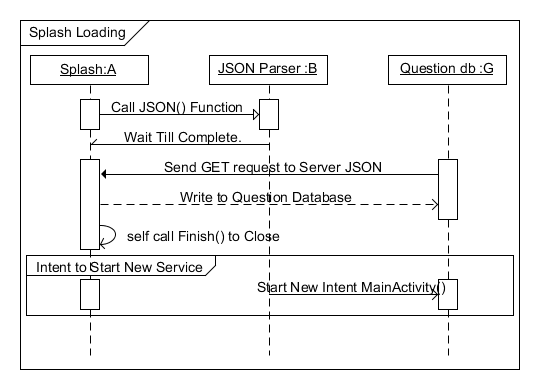 Splash Loading
Splash:A
JSON Parser :B
Question db :G
Call JSON() Function
Wait Till Complete.
Send GET request to Server JSON
Write to Question Database
self call Finish() to Close
Intent to Start New Service
Start New Intent MainActivity()